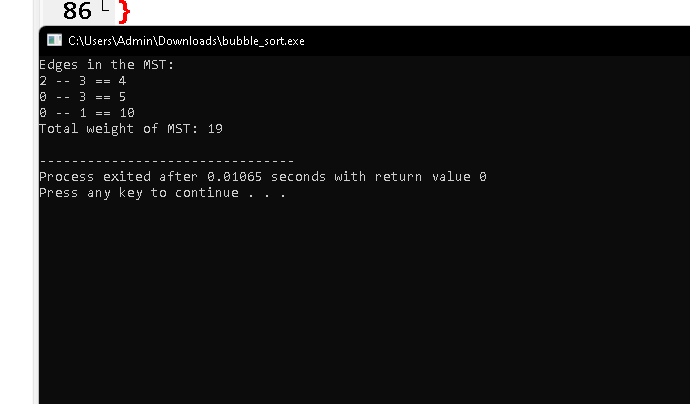 86 }
C:\Users\Admin\Downloads\bubble_sort.exe
Edges in the MST:
2 -- 3 == 4
0 -- 3 == 5
0 -- 1 == 10
Total weight of MST: 19
--------------------------------
Process exited after 0.01065 seconds with return value 0
Press any key to continue . . .